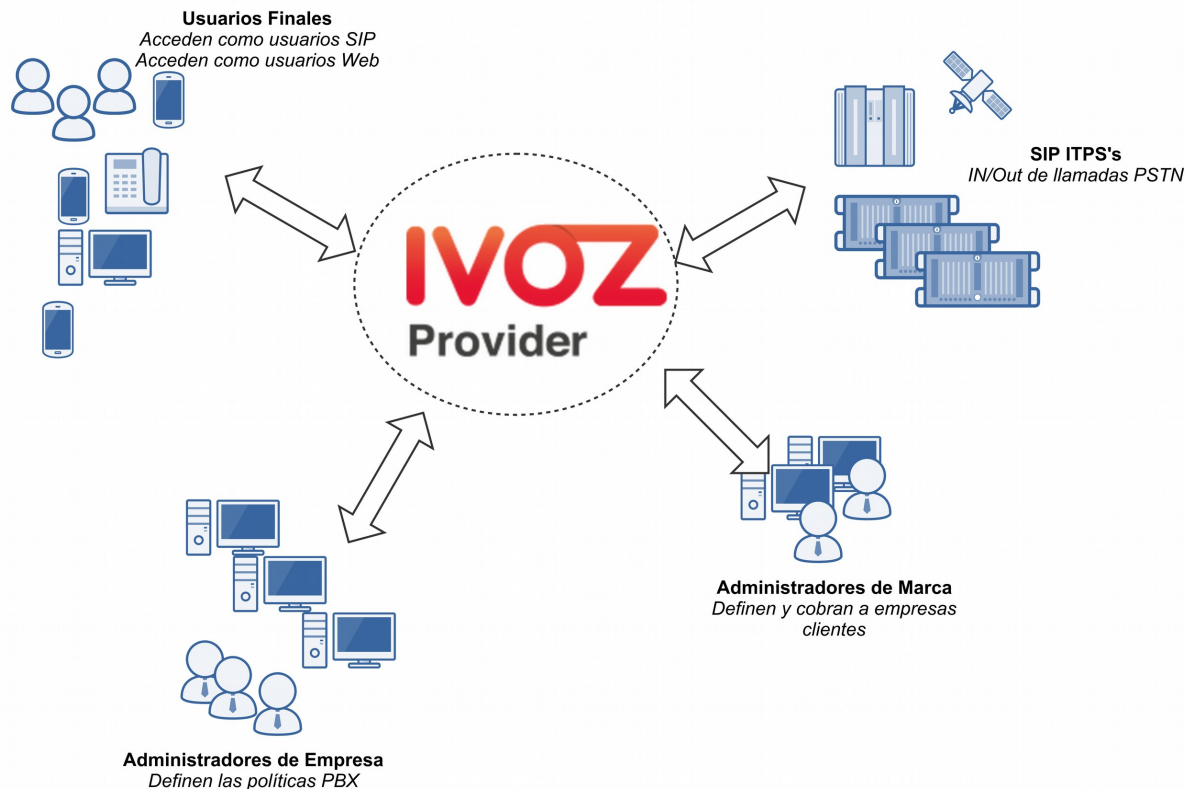 Usuarios Finales
Acceden como usuarios SIP
Acceden como usuarios Web
SIP ITPS's
IN/Out de llamadas PSTN
IVOZ
Provider
Administradores de Marca
Definen y cobran a empresas
clientes
Administradores de Empresa
Definen las políticas PBX